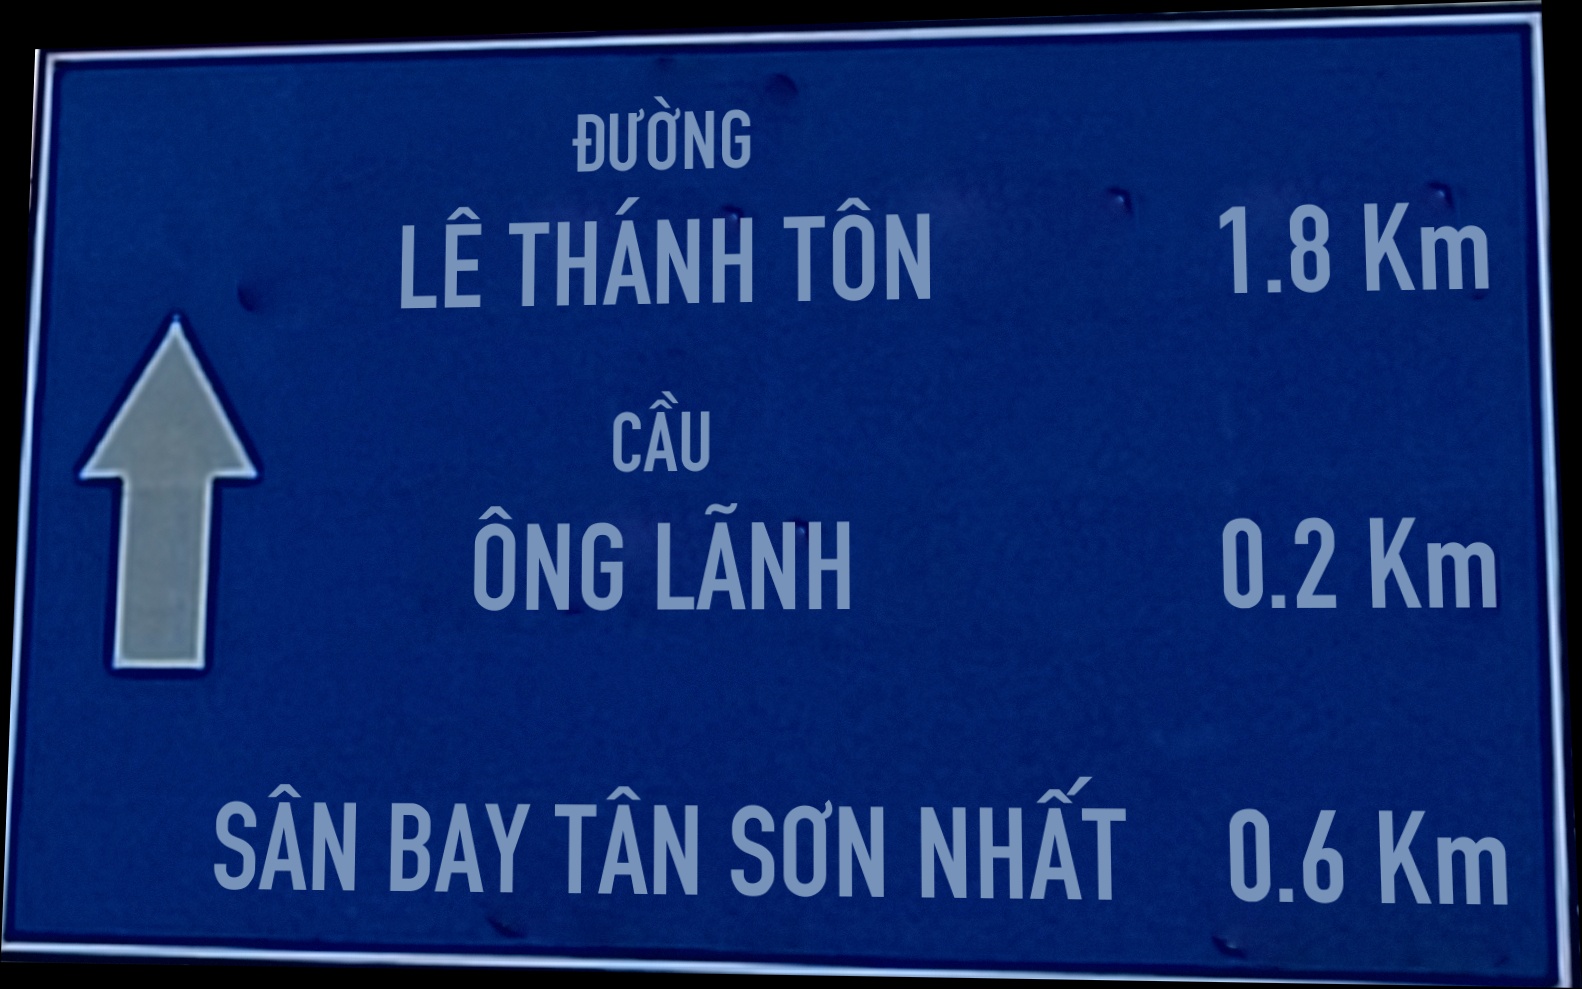 ĐƯỜNG
LÊ THÁNH TÔN 1.8 Km
CẦU
ÔNG LÃNH 0.2 Km
SÂN BAY TÂN SƠN NHẤT 0.6 Km